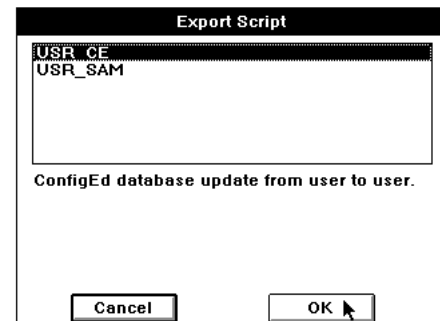 Export Script
USR_CE
USR_SAM
ConfigEd database update from user to user.
Cancel
OK